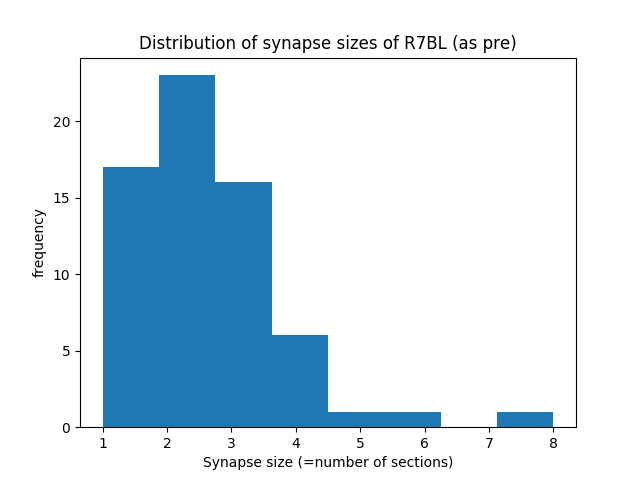 Distribution of synapse sizes of R7BL (as pre)
frequency
20
15
10
5
0
1 2 3 4 5 6 7 8
Synapse size (=number of sections)